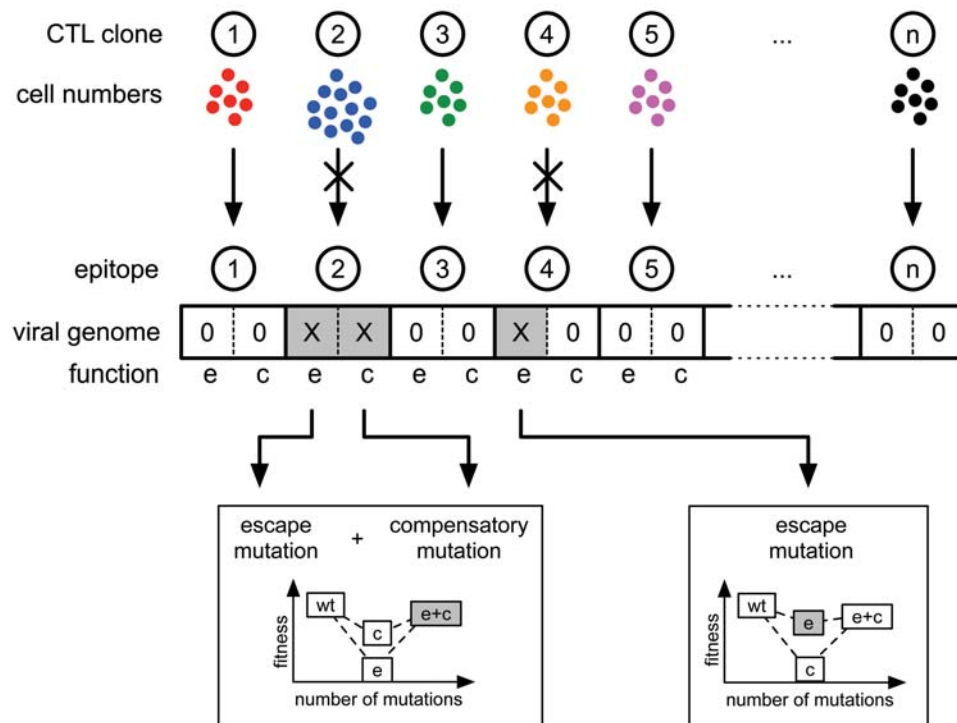 CTL clone 1 2 3 4 5 ... n
cell numbers
epitope 1 2 3 4 5 ... n
viral genome 0 0 X X 0 0 X 0 0 0 0 0
function e c e c e c e c e c
escape mutation + compensatory mutation
fitness
wt c e e+c
number of mutations
escape mutation
fitness
wt e c e+c
number of mutations